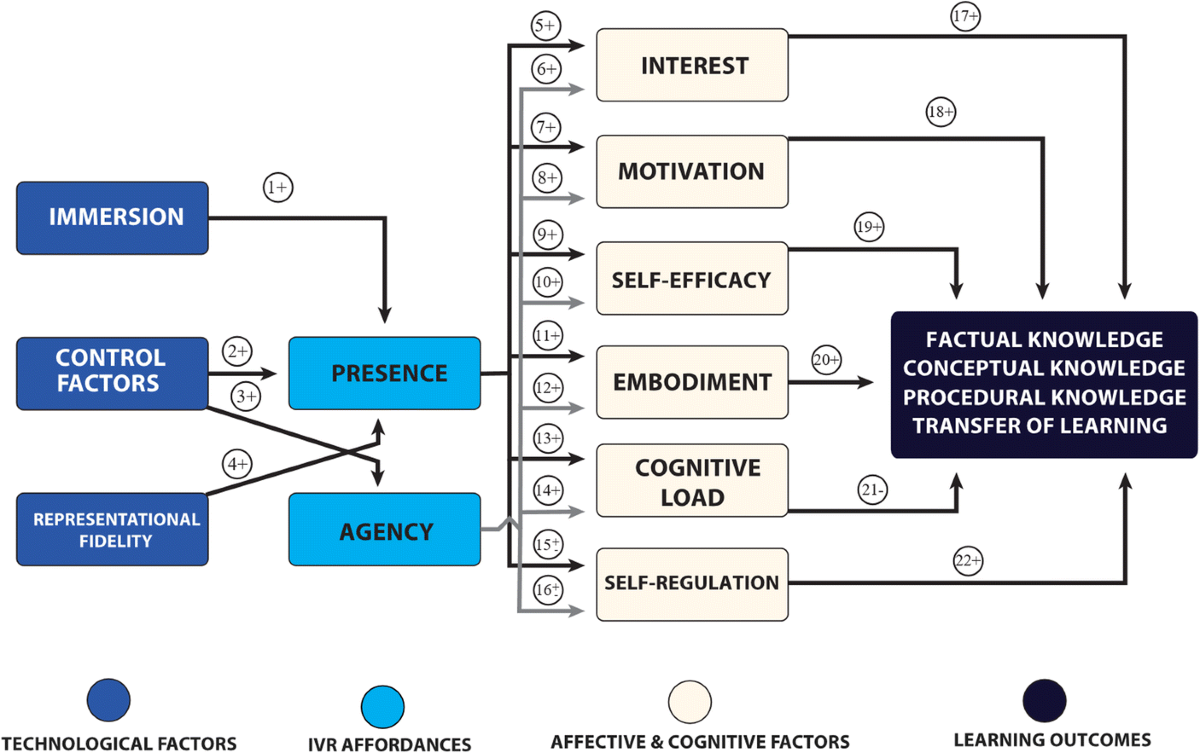 5+
17+
INTEREST
6+
7+
18+
MOTIVATION
8+
1+
IMMERSION
9+
19+
SELF-EFFICACY
10+
CONTROL
FACTORS
2+
3+
PRESENCE
11+
EMBODIMENT
20+
12+
FACTUAL KNOWLEDGE
CONCEPTUAL KNOWLEDGE
PROCEDURAL KNOWLEDGE
TRANSFER OF LEARNING
4+
13+
COGNITIVE
LOAD
14+
21-
REPRESENTATIONAL
FIDELITY
AGENCY
15±
SELF-REGULATION
22+
16±
TECHNOLOGICAL FACTORS
IVR AFFORDANCES
AFFECTIVE & COGNITIVE FACTORS
LEARNING OUTCOMES